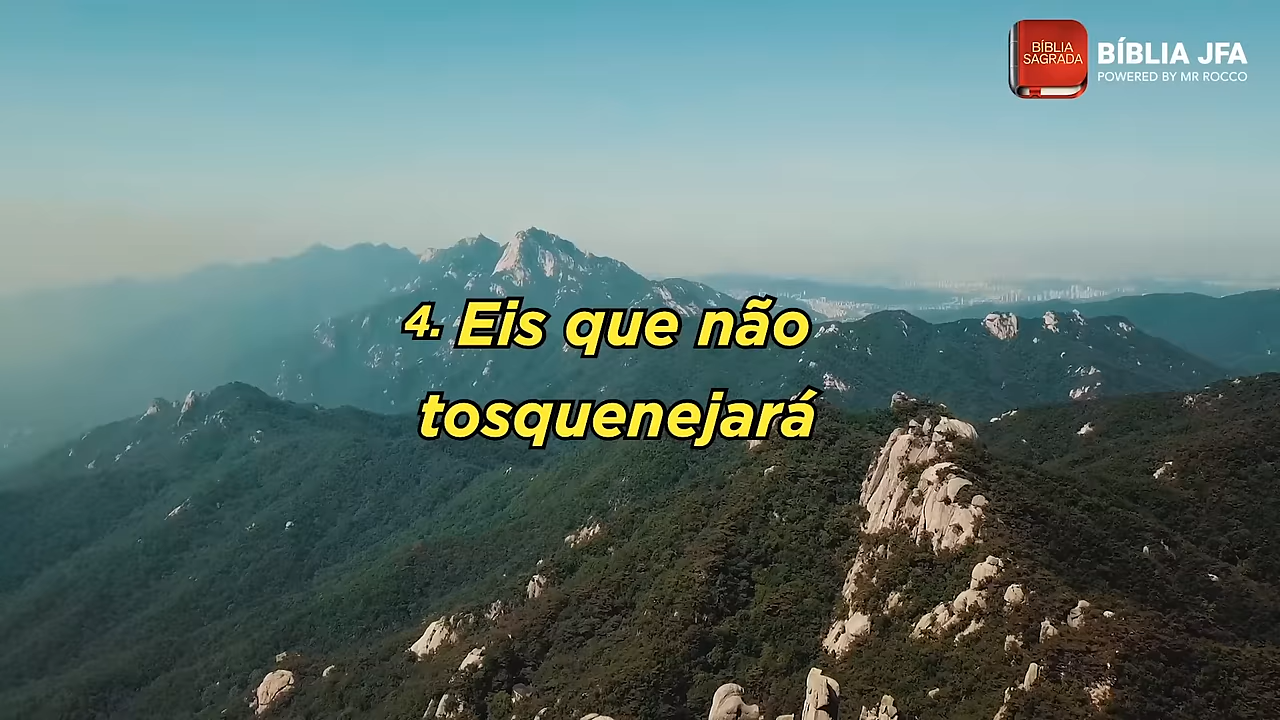 BÍBLIA
SAGRADA
BÍBLIA JFA
POWERED BY MR ROCCO
4. Eis que não
tosquenejará